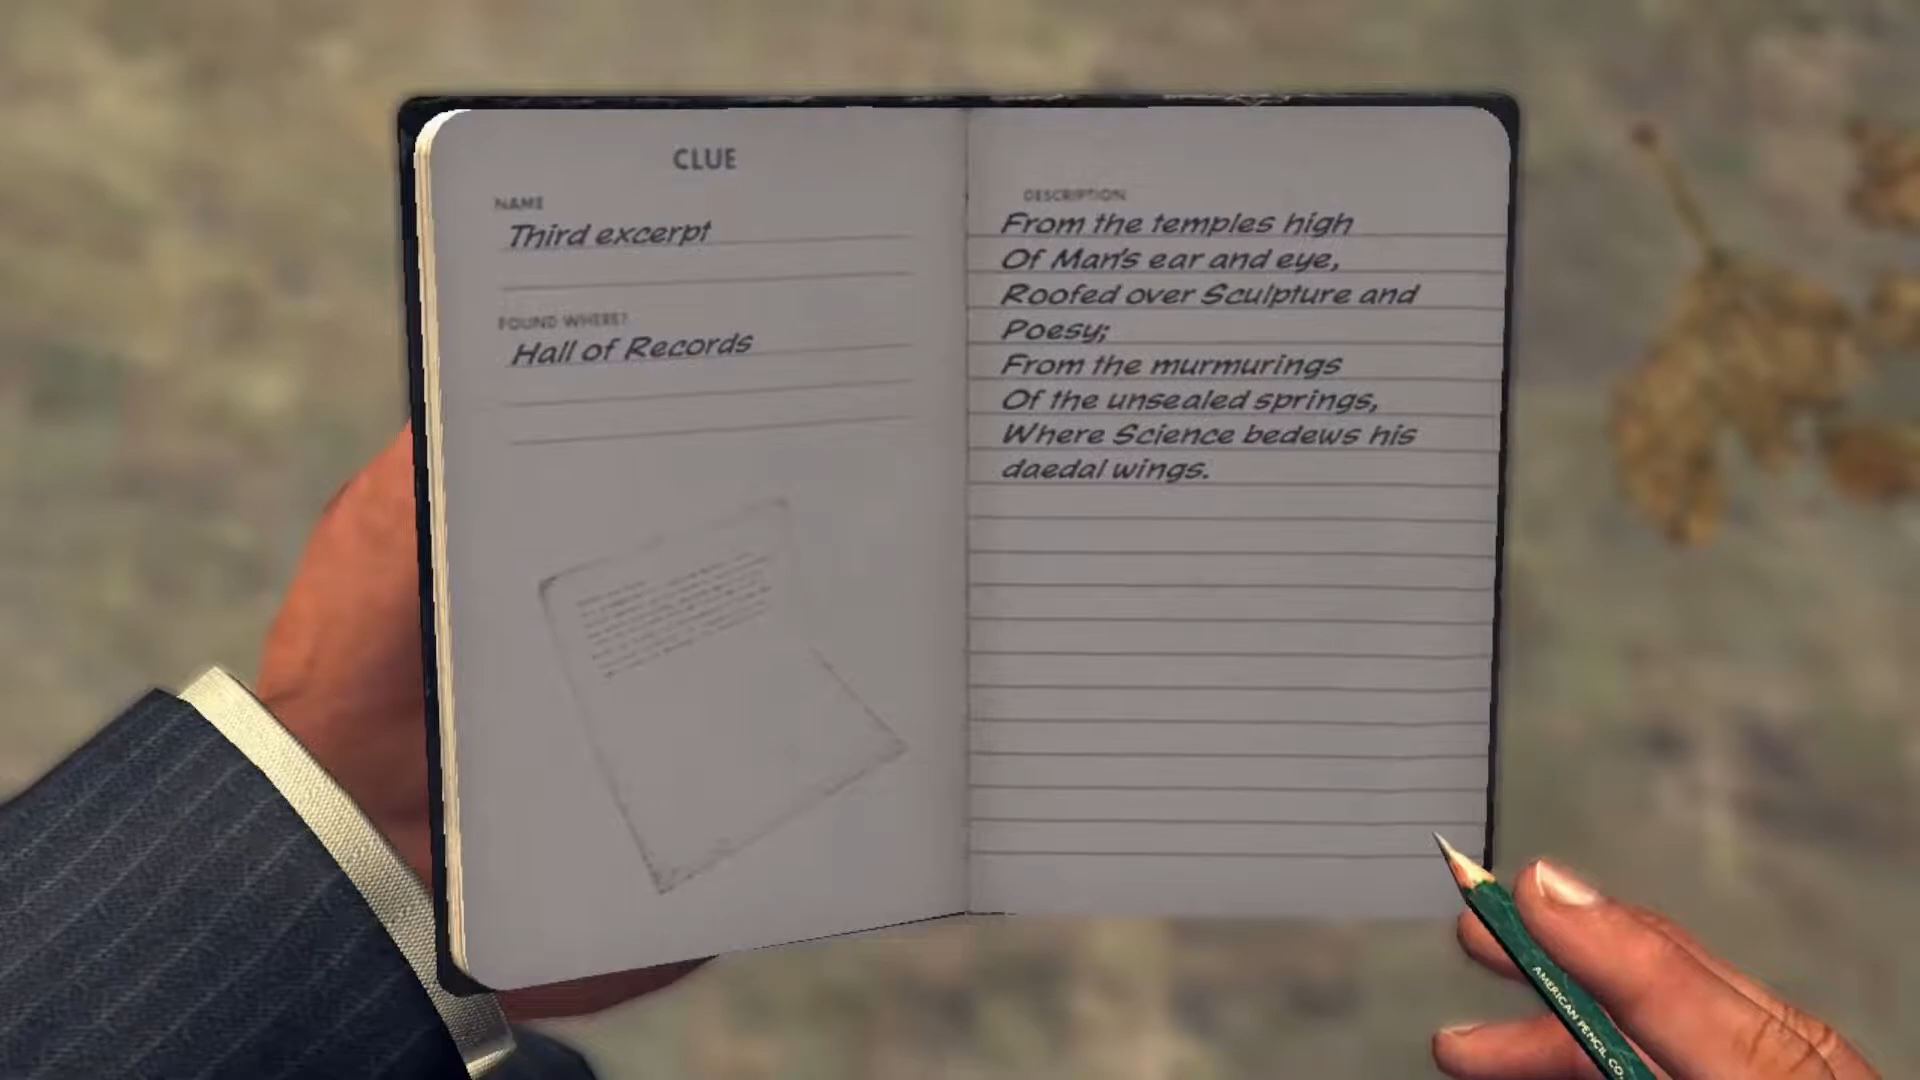 CLUE
NAME
Third excerpt
FOUND WHERE?
Hall of Records
DESCRIPTION
From the temples high
Of Man's ear and eye,
Roofed over Sculpture and
Poesy;
From the murmurings
Of the unsealed springs,
Where Science bedews his
daedal wings.
AMERICAN PENCIL CO.